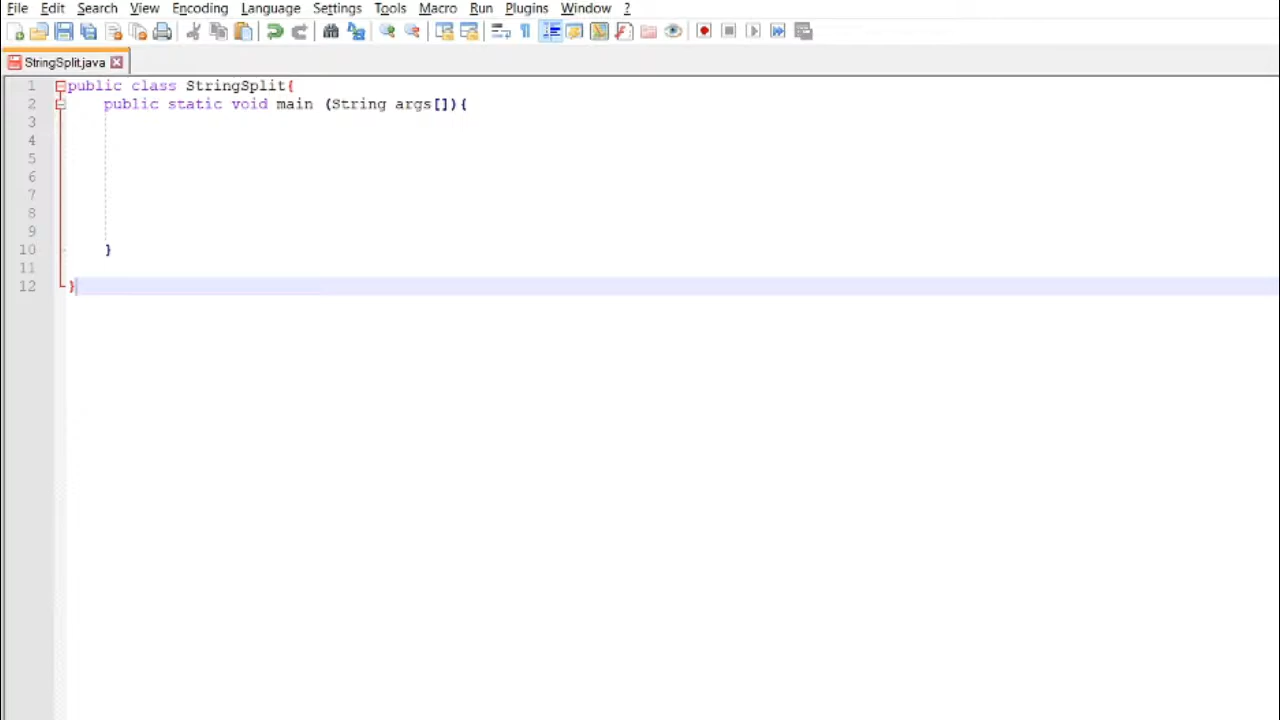 File Edit Search View Encoding Language Settings Tools Macro Run Plugins Window ?
StringSplit.java
1 public class StringSplit{
2 public static void main (String args[]){
3
4
5
6
7
8
9
10 }
11
12 }